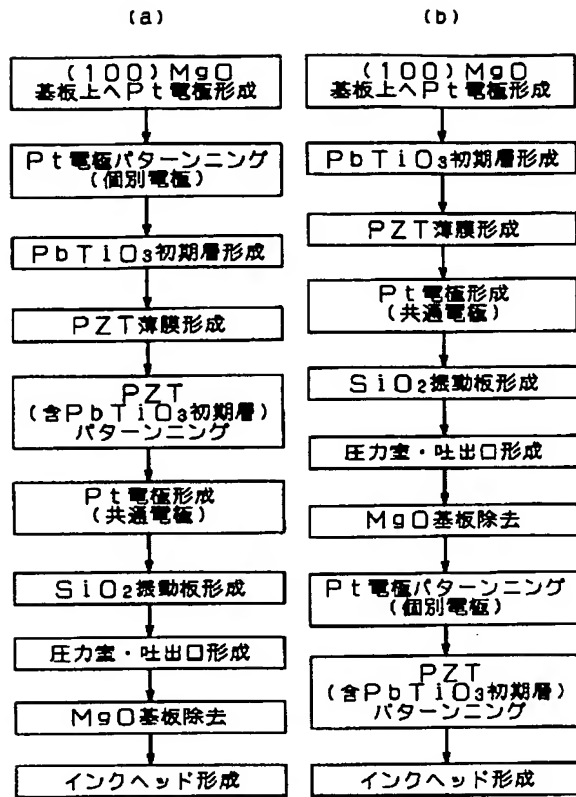 (a)
(100)MgO
基板上へPt電極形成
Pt電極パターンニング
(個別電極)
PbTiO3初期層形成
PZT薄膜形成
PZT
(含PbTiO3初期層)
パターンニング
Pt電極形成
(共通電極)
SiO2振動板形成
圧力室・吐出口形成
MgO基板除去
インクヘッド形成
(b)
(100)MgO
基板上へPt電極形成
PbTiO3初期層形成
PZT薄膜形成
Pt電極形成
(共通電極)
SiO2振動板形成
圧力室・吐出口形成
MgO基板除去
Pt電極パターンニング
(個別電極)
PZT
(含PbTiO3初期層)
パターンニング
インクヘッド形成